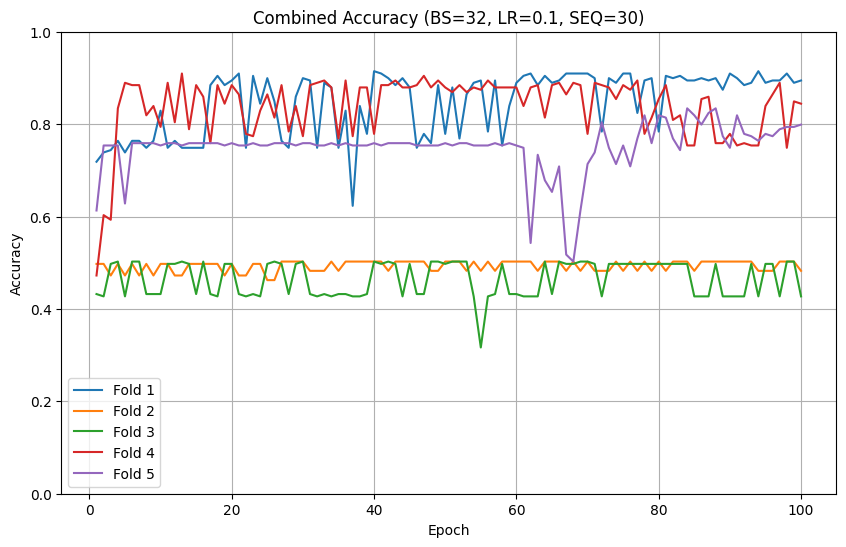 Combined Accuracy (BS=32, LR=0.1, SEQ=30)
1.0
0.8
0.6
0.4
0.2
0.0
Accuracy
Fold 1
Fold 2
Fold 3
Fold 4
Fold 5
0 20 40 60 80 100
Epoch